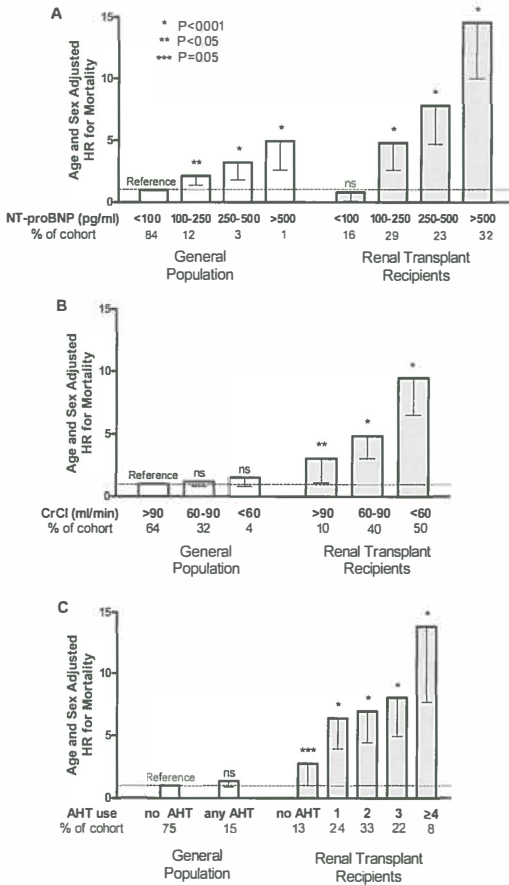 A
Age and Sex Adjusted
HR for Mortality
15
10
5
0
* P<0001
** P<0.05
*** P=005
Reference
**
*
*
ns
*
*
*
NT-proBNP (pg/ml) <100 100-250 250-500 >500 <100 100-250 250-500 >500
% of cohort 84 12 3 1 16 29 23 32
General
Population
Renal Transplant
Recipients
B
Age and Sex Adjusted
HR for Mortality
15
10
5
0
Reference
ns
ns
**
*
*
CrCl (ml/min) >90 60-90 <60 >90 60-90 <60
% of cohort 64 32 4 10 40 50
General
Population
Renal Transplant
Recipients
C
Age and Sex Adjusted
HR for Mortality
15
10
5
0
Reference
ns
***
*
*
*
*
AHT use no AHT any AHT no AHT 1 2 3 ≥4
% of cohort 75 15 13 24 33 22 8
General
Population
Renal Transplant
Recipients